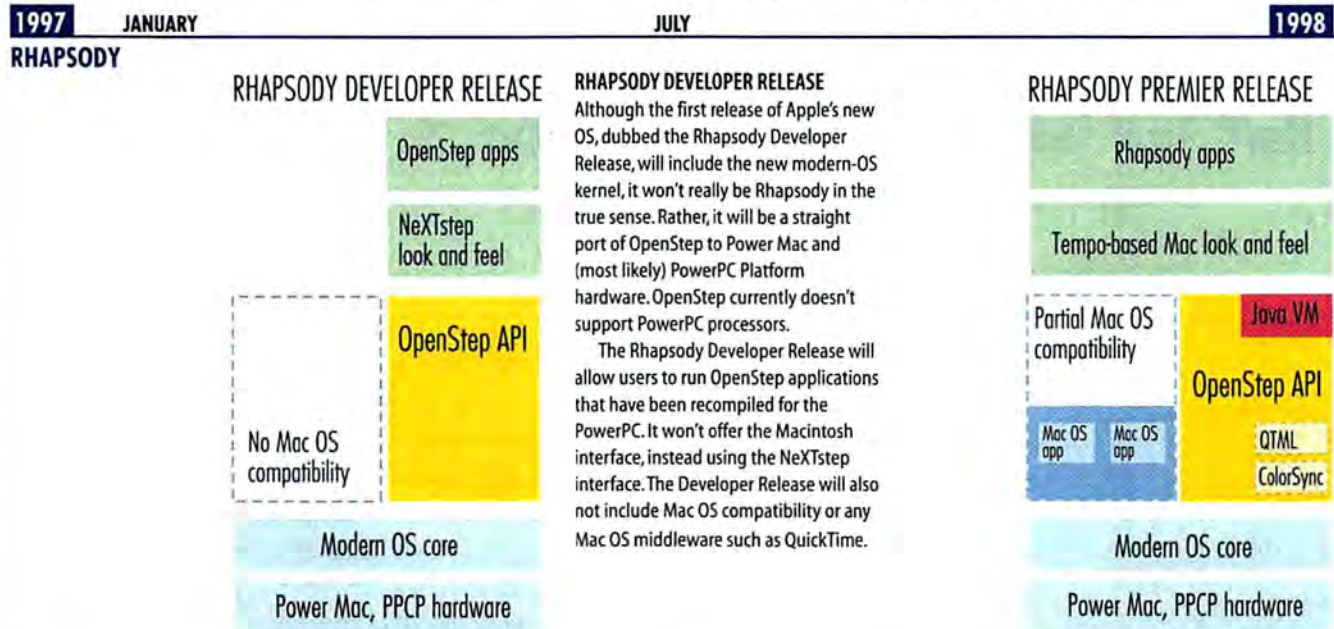 1997 JANUARY JULY 1998
RHAPSODY
RHAPSODY DEVELOPER RELEASE
OpenStep apps
NeXTstep
look and feel
OpenStep API
No Mac OS
compatibility
Modern OS core
Power Mac, PPCP hardware
RHAPSODY DEVELOPER RELEASE
Although the first release of Apple's new
OS, dubbed the Rhapsody Developer
Release, will include the new modern-OS
kernel, it won't really be Rhapsody in the
true sense. Rather, it will be a straight
port of OpenStep to Power Mac and
(most likely) PowerPC Platform
hardware. OpenStep currently doesn't
support PowerPC processors.
The Rhapsody Developer Release will
allow users to run OpenStep applications
that have been recompiled for the
PowerPC. It won't offer the Macintosh
interface, instead using the NeXTstep
interface. The Developer Release will also
not include Mac OS compatibility or any
Mac OS middleware such as QuickTime.
RHAPSODY PREMIER RELEASE
Rhapsody apps
Tempo-based Mac look and feel
Partial Mac OS
compatibility
Java VM
OpenStep API
Mac OS
app
Mac OS
app
QTML
ColorSync
Modern OS core
Power Mac, PPCP hardware